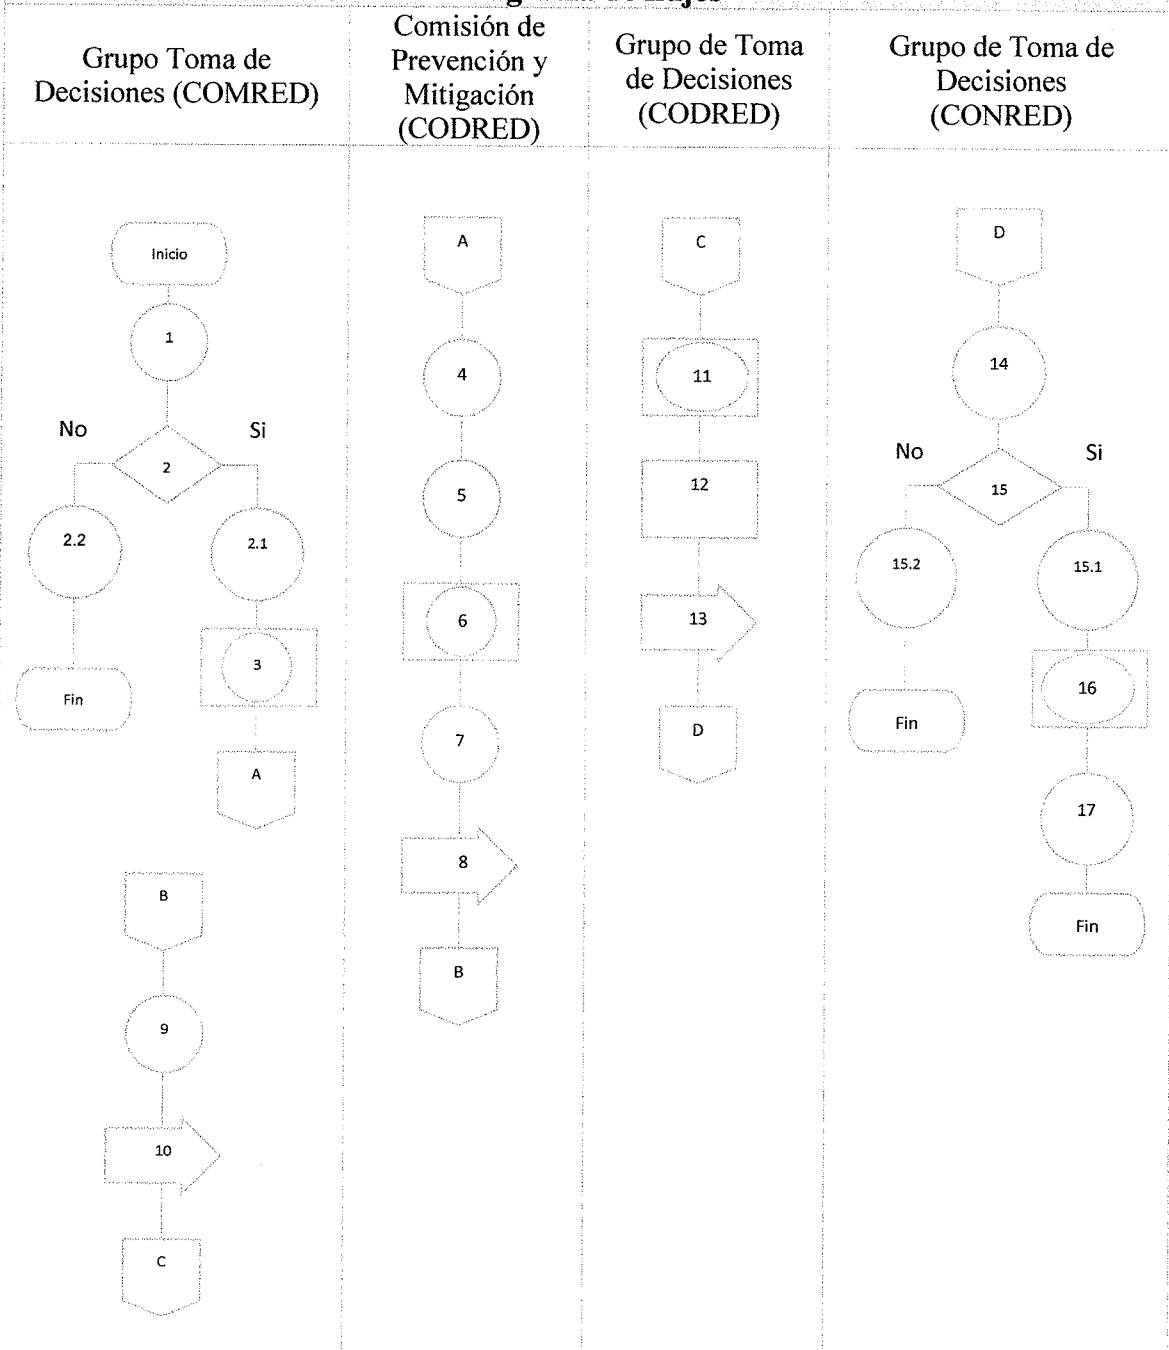 Grupo Toma de
Decisiones (COMRED)
Comisión de
Prevención y
Mitigación
(CODRED)
Grupo de Toma
de Decisiones
(CODRED)
Grupo de Toma de
Decisiones
(CONRED)
Inicio
1
No
Si
2
2.2
2.1
3
Fin
A
B
9
10
C
A
4
5
6
7
8
B
C
11
12
13
D
D
14
No
Si
15
15.2
15.1
16
Fin
17
Fin